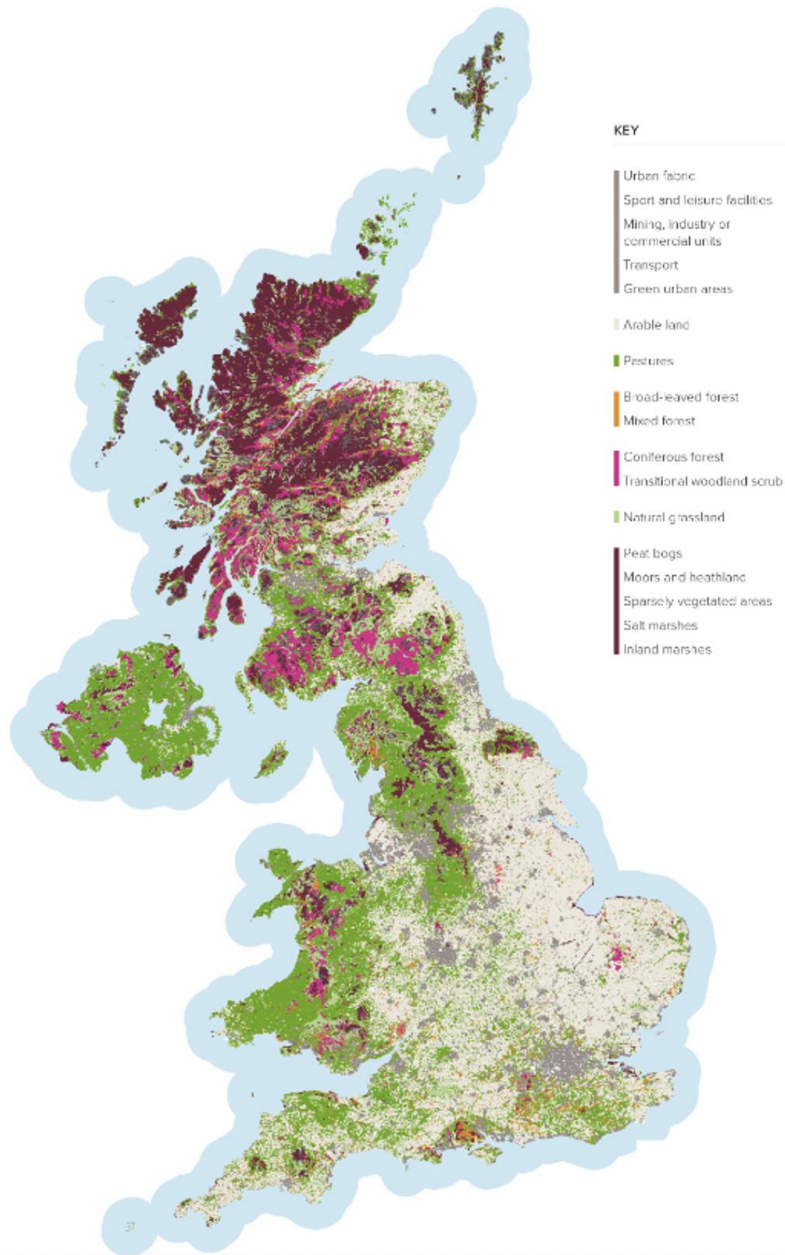 KEY
Urban fabric
Sport and leisure facilities
Mining, industry or
commercial units
Transport
Green urban areas
Arable land
Pastures
Broad-leaved forest
Mixed forest
Coniferous forest
Transitional woodland scrub
Natural grassland
Peat bogs
Moors and heathland
Sparsely vegetated areas
Salt marshes
Inland marshes